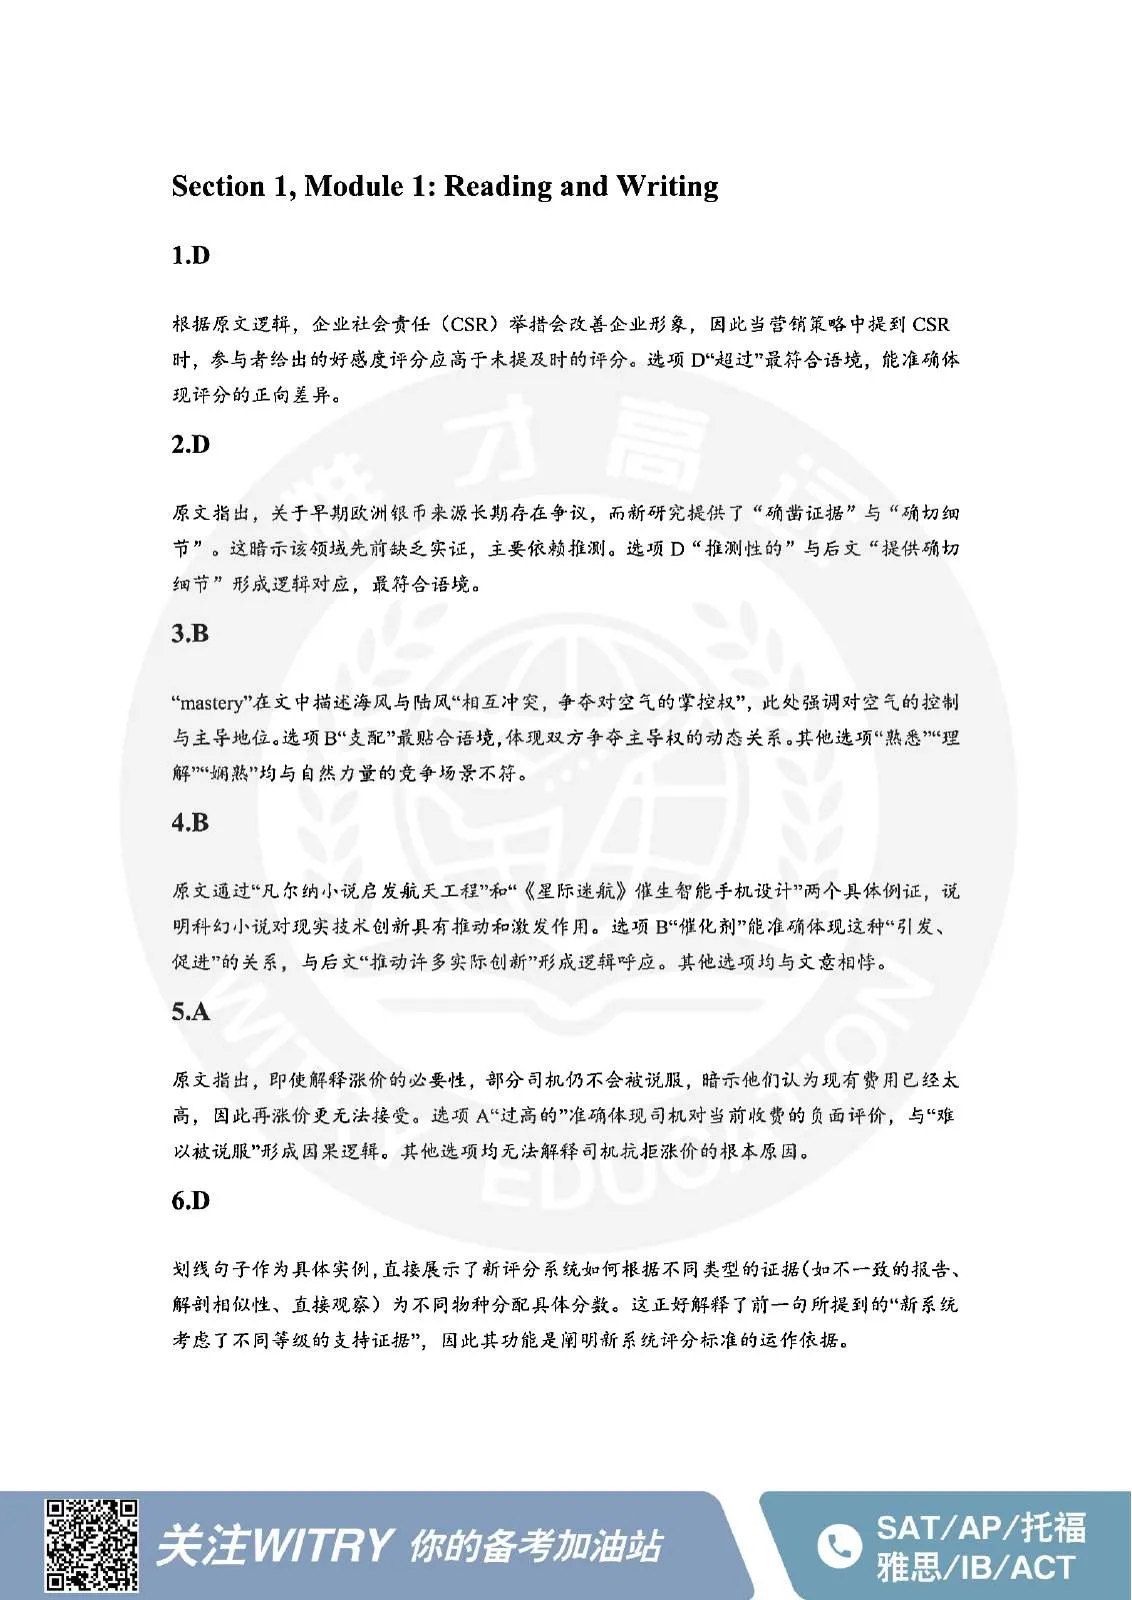 Section 1, Module 1: Reading and Writing
1.D
根据原文逻辑，企业社会责任（CSR）举措会改善企业形象，因此当营销策略中提到 CSR
时，参与者给出的好感度评分应高于未提及时的评分。选项 D“超过”最符合语境，能准确体
现评分的正向差异。
2.D
原文指出，关于早期欧洲银币来源长期存在争议，而新研究提供了“确凿证据”与“确切细
节”。这暗示该领域先前缺乏实证，主要依赖推测。选项 D“推测性的”与后文“提供确切
细节”形成逻辑对应，最符合语境。
3.B
“mastery”在文中描述海风与陆风“相互冲突，争夺对空气的掌控权”，此处强调对空气的控制
与主导地位。选项 B“支配”最贴合语境，体现双方争夺主导权的动态关系。其他选项“熟悉”“理
解”“娴熟”均与自然力量的竞争场景不符。
4.B
原文通过“凡尔纳小说启发航天工程”和“《星际迷航》催生智能手机设计”两个具体例证，说
明科幻小说对现实技术创新具有推动和激发作用。选项 B“催化剂”能准确体现这种“引发、
促进”的关系，与后文“推动许多实际创新”形成逻辑呼应。其他选项均与文意相悖。
5.A
原文指出，即使解释涨价的必要性，部分司机仍不会被说服，暗示他们认为现有费用已经太
高，因此再涨价更无法接受。选项 A“过高的”准确体现司机对当前收费的负面评价，与“难
以被说服”形成因果逻辑。其他选项均无法解释司机抗拒涨价的根本原因。
6.D
划线句子作为具体实例，直接展示了新评分系统如何根据不同类型的证据（如不一致的报告、
解剖相似性、直接观察）为不同物种分配具体分数。这正好解释了前一句所提到的“新系统
考虑了不同等级的支持证据”，因此其功能是阐明新系统评分标准的运作依据。
唯才高词
WITRY EDUCATION
关注WITRY 你的备考加油站
SAT/AP/托福
雅思/IB/ACT